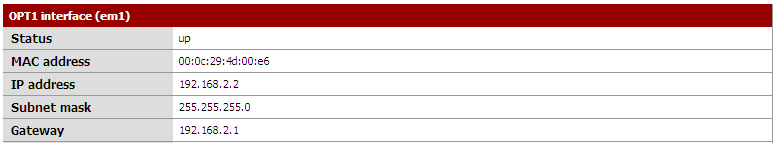 OPT1 interface (em1)
Status up
MAC address 00:0c:29:4d:00:e6
IP address 192.168.2.2
Subnet mask 255.255.255.0
Gateway 192.168.2.1